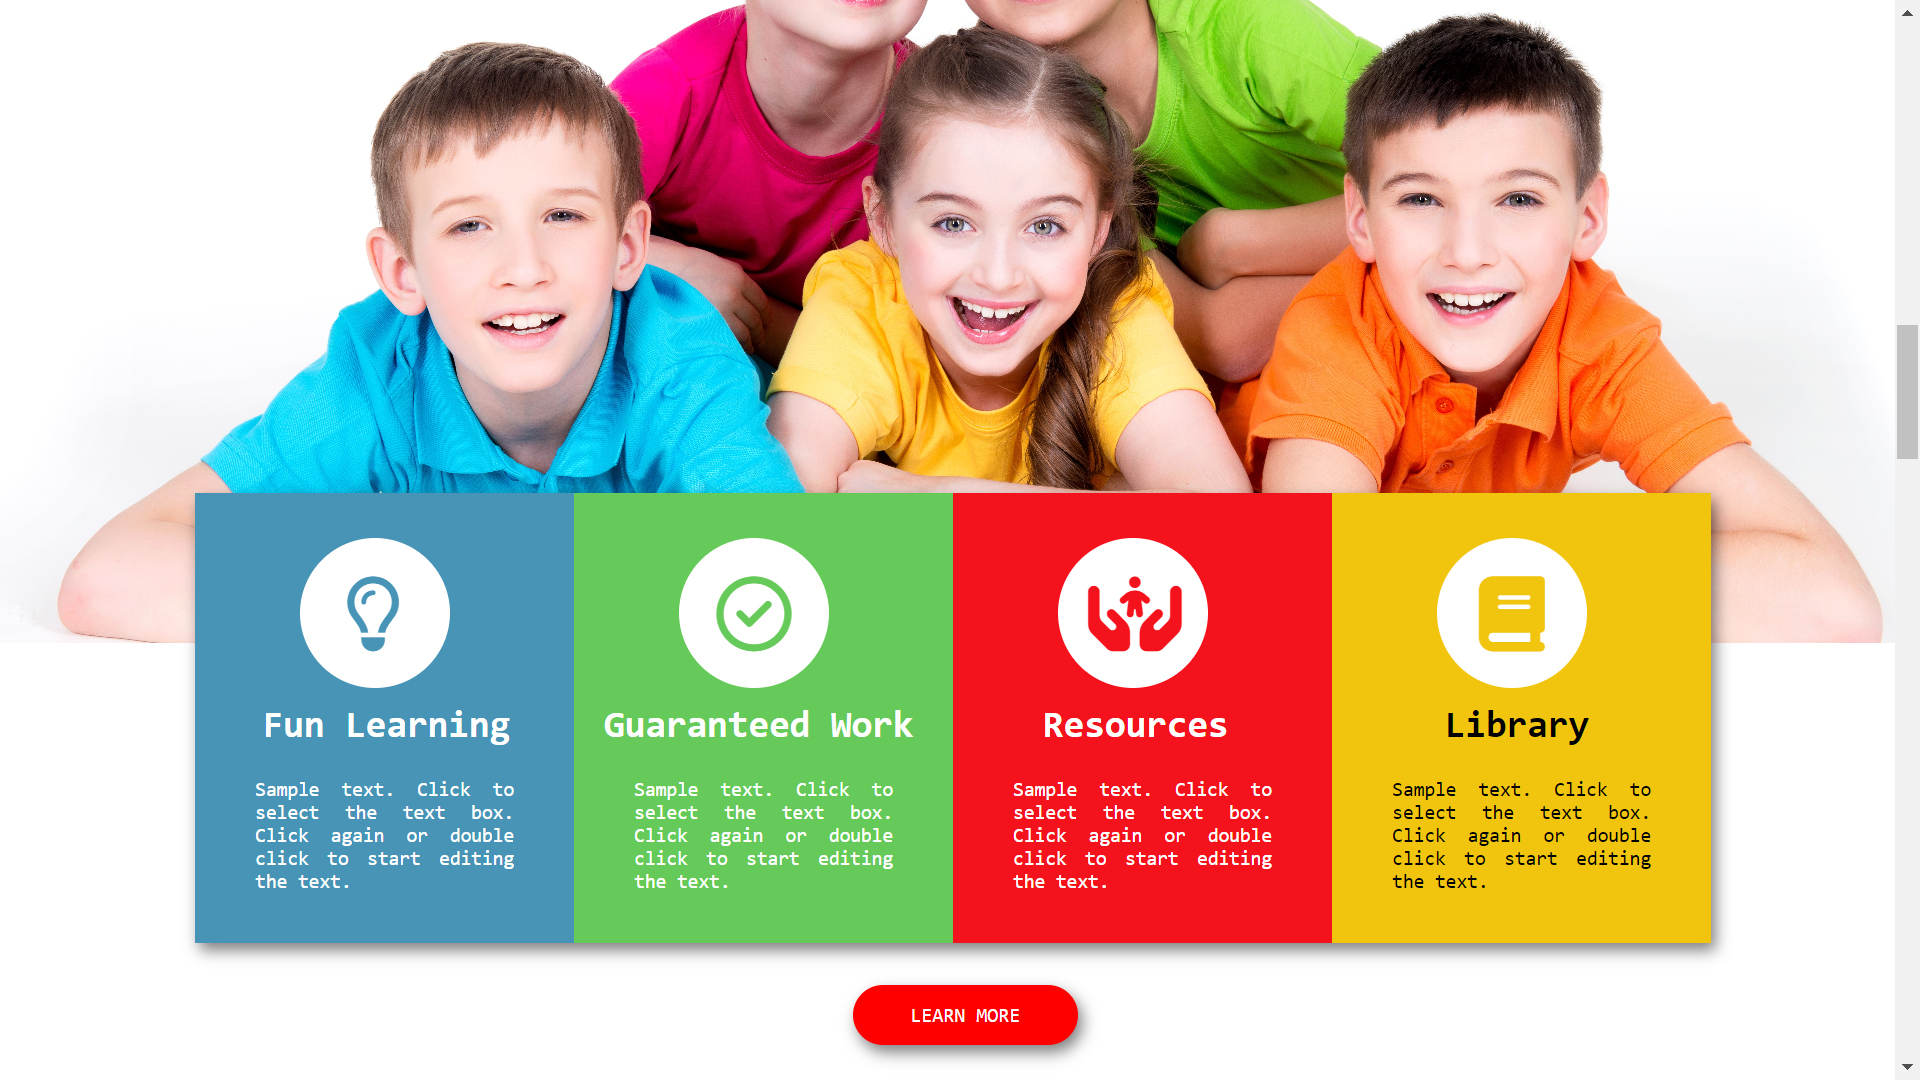 Fun Learning
Sample text. Click to
select the text box.
Click again or double
click to start editing
the text.
Guaranteed Work
Sample text. Click to
select the text box.
Click again or double
click to start editing
the text.
Resources
Sample text. Click to
select the text box.
Click again or double
click to start editing
the text.
Library
Sample text. Click to
select the text box.
Click again or double
click to start editing
the text.
LEARN MORE